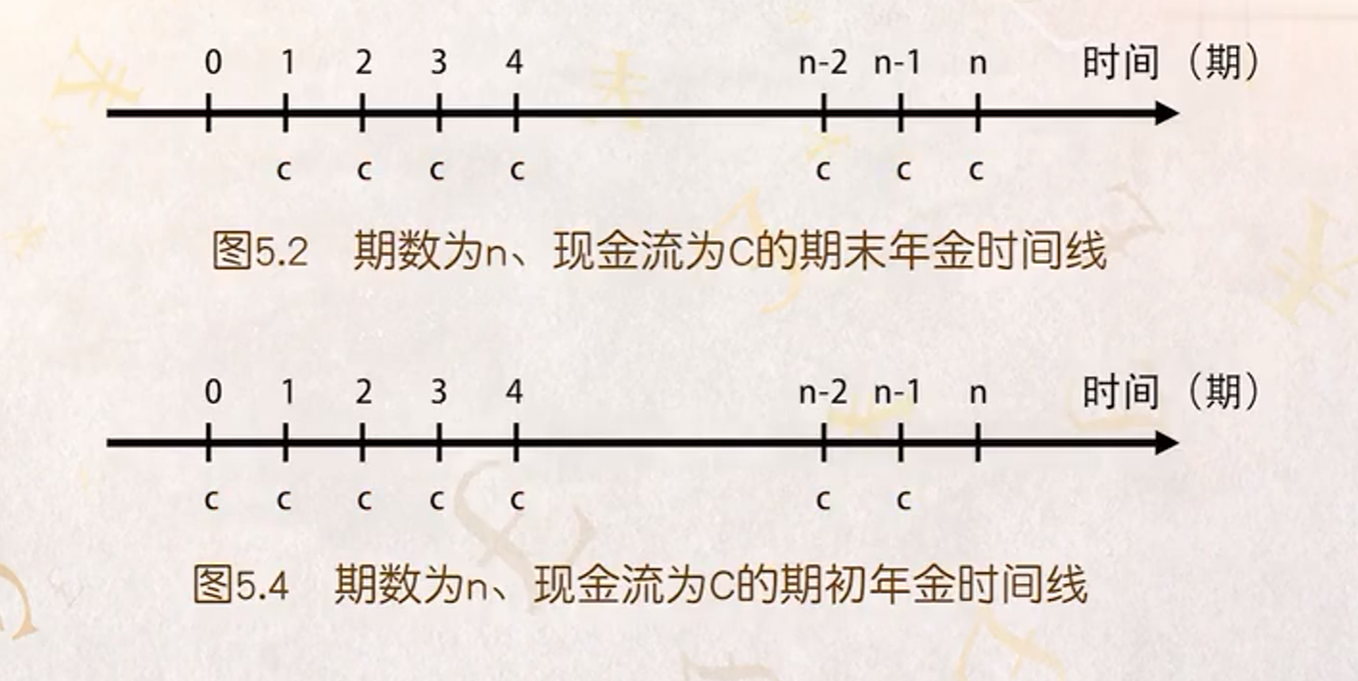 0 1 2 3 4 n-2 n-1 n 时间（期）
c c c c c c c
图5.2 期数为n、现金流为C的期末年金时间线
0 1 2 3 4 n-2 n-1 n 时间（期）
c c c c c c c
图5.4 期数为n、现金流为C的期初年金时间线